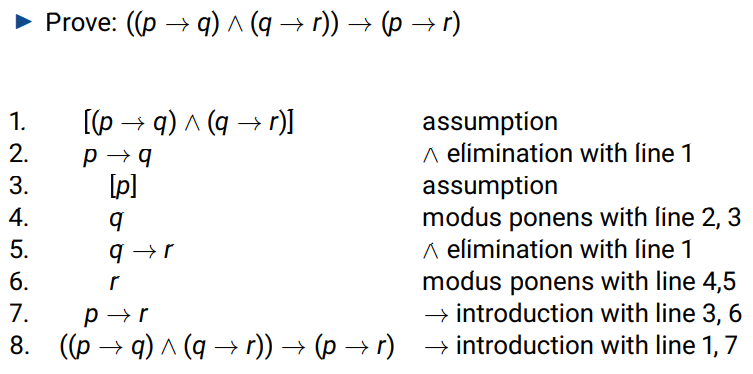 ► Prove: ((p → q) ∧ (q → r)) → (p → r)
1. [(p → q) ∧ (q → r)] assumption
2. p → q ∧ elimination with line 1
3. [p] assumption
4. q modus ponens with line 2, 3
5. q → r ∧ elimination with line 1
6. r modus ponens with line 4,5
7. p → r → introduction with line 3, 6
8. ((p → q) ∧ (q → r)) → (p → r) → introduction with line 1, 7